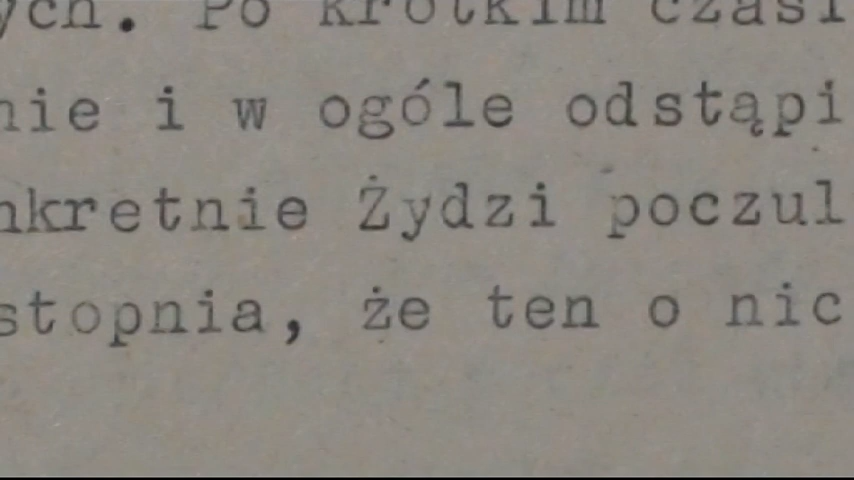 ych. Po krótkim czasi
nie i w ogóle odstąpi
nkretnie Żydzi poczul
stopnia, że ten o nic